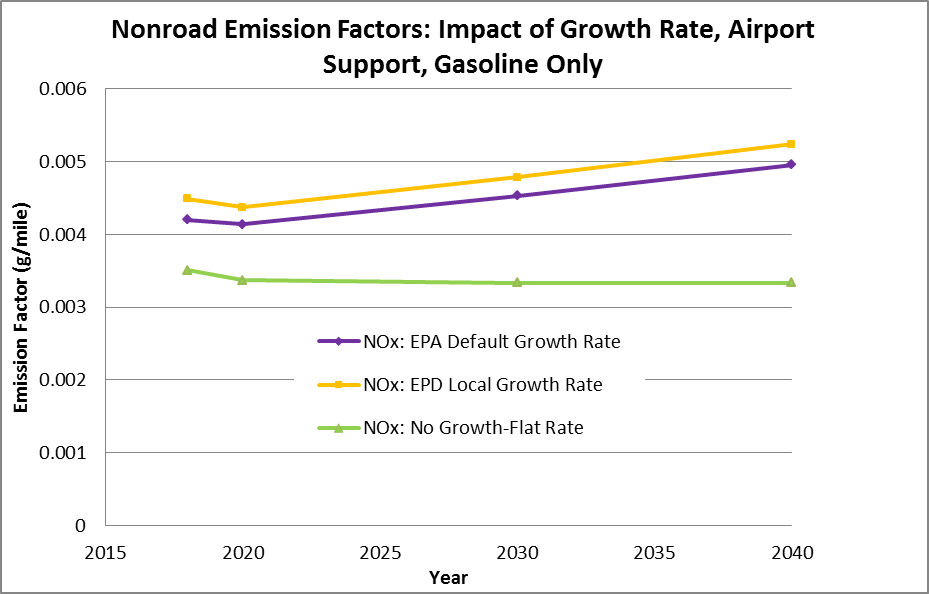 Nonroad Emission Factors: Impact of Growth Rate, Airport
Support, Gasoline Only
0.006
0.005
0.004
0.003
0.002
0.001
0
Emission Factor (g/mile)
NOx: EPA Default Growth Rate
NOx: EPD Local Growth Rate
NOx: No Growth-Flat Rate
2015 2020 2025 2030 2035 2040
Year